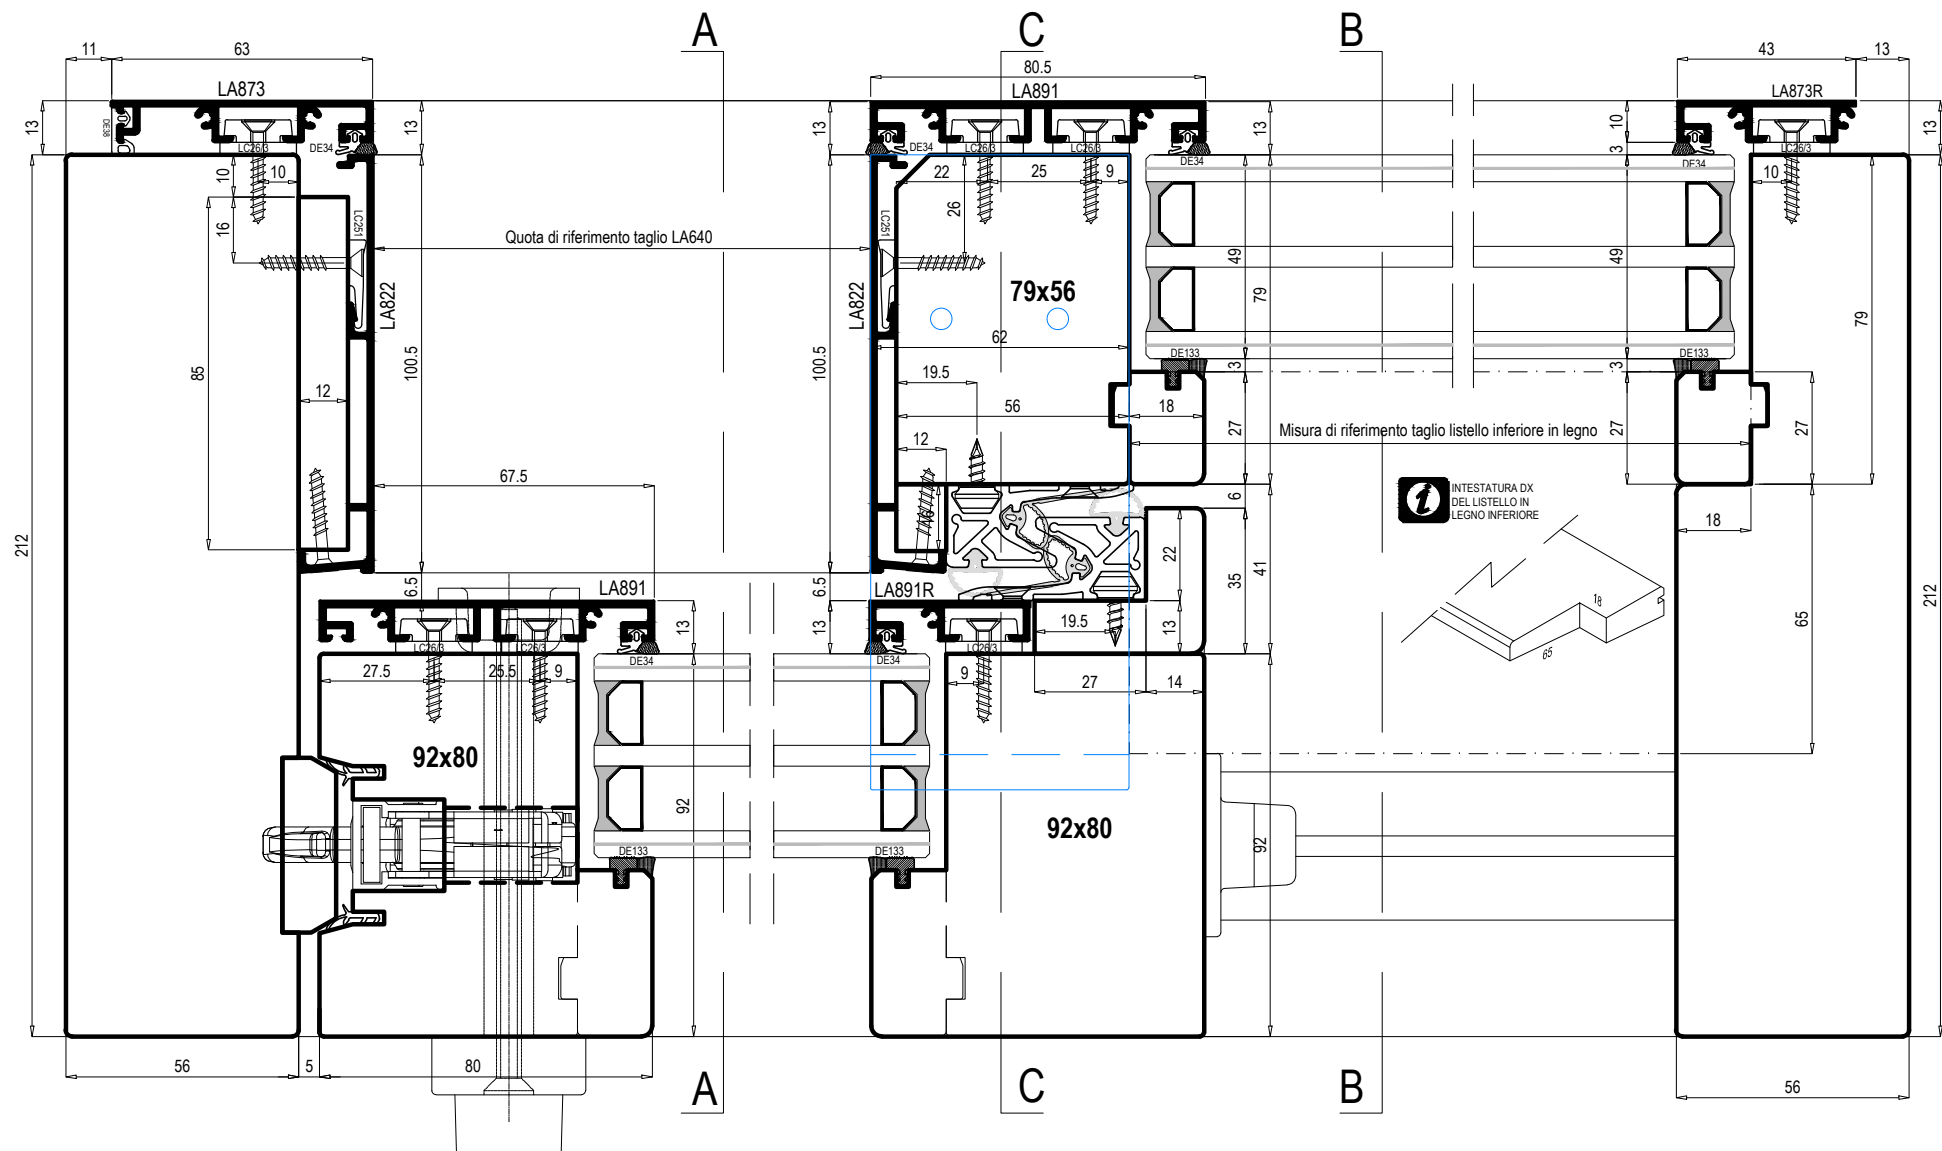 A
C
B
11
63
80.5
43
13
LA873
LA891
LA873R
13
13
13
13
10
13
DE38
LC26/3
DE34
DE34
LC26/3
LC26/3
DE34
3
DE34
LC26/3
10
10
22
25
9
10
16
26
LC251
LC251
Quota di riferimento taglio LA640
49
79
49
79x56
79
LA822
LA822
62
100.5
100.5
DE133
DE133
3
3
85
12
19.5
56
18
27
27
27
12
Misura di riferimento taglio listello inferiore in legno
67.5
INTESTATURA DX
DEL LISTELLO IN
LEGNO INFERIORE
6
18
212
22
35
41
6.5
6.5
LA891
LA891R
18
65
212
65
13
13
19.5
13
LC26/3
LC26/3
DE34
DE34
LC26/3
27.5
25.5
9
9
27
14
92x80
92
92x80
92
DE133
DE133
56
5
80
56
A
C
B